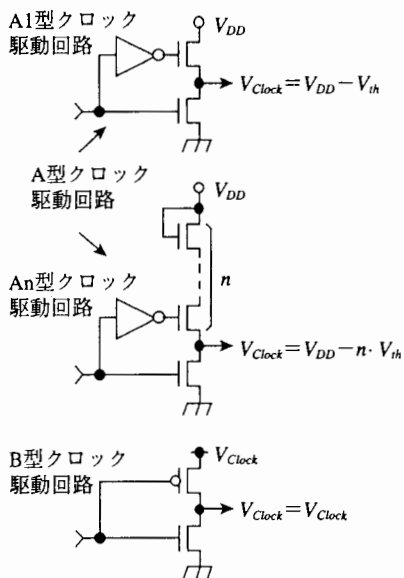 A1型クロック
駆動回路
V_DD
V_Clock = V_DD − V_th
A型クロック
駆動回路
V_DD
An型クロック
駆動回路
n
V_Clock = V_DD − n · V_th
B型クロック
駆動回路
V_Clock
V_Clock = V_Clock